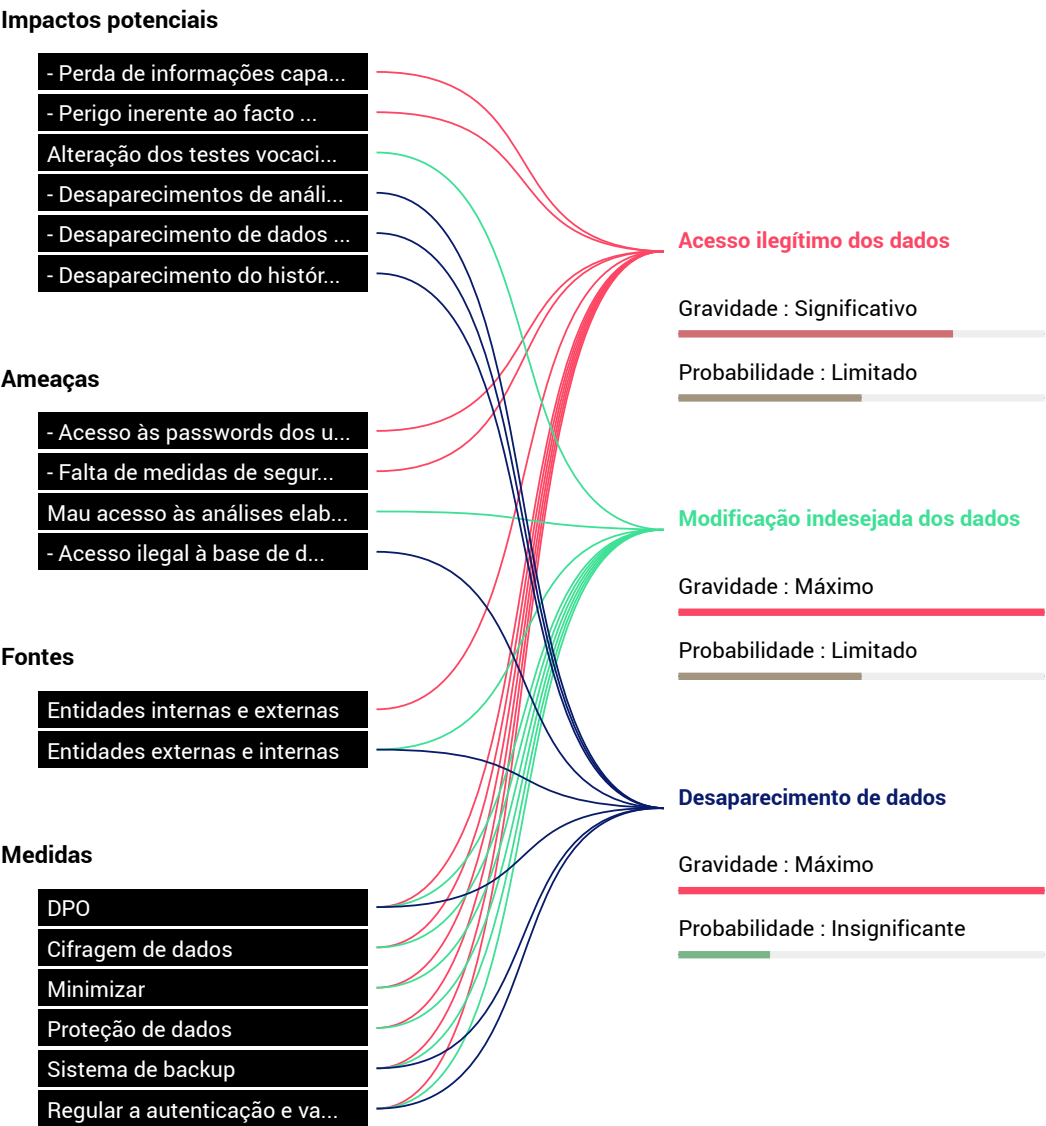 Impactos potenciais
- Perda de informações capa...
- Perigo inerente ao facto ...
Alteração dos testes vocaci...
- Desaparecimentos de análi...
- Desaparecimento de dados ...
- Desaparecimento do histór...
Ameaças
- Acesso às passwords dos u...
- Falta de medidas de segur...
Mau acesso às análises elab...
- Acesso ilegal à base de d...
Fontes
Entidades internas e externas
Entidades externas e internas
Medidas
DPO
Cifragem de dados
Minimizar
Proteção de dados
Sistema de backup
Regular a autenticação e va...
Acesso ilegítimo dos dados
Gravidade : Significativo
Probabilidade : Limitado
Modificação indesejada dos dados
Gravidade : Máximo
Probabilidade : Limitado
Desaparecimento de dados
Gravidade : Máximo
Probabilidade : Insignificante